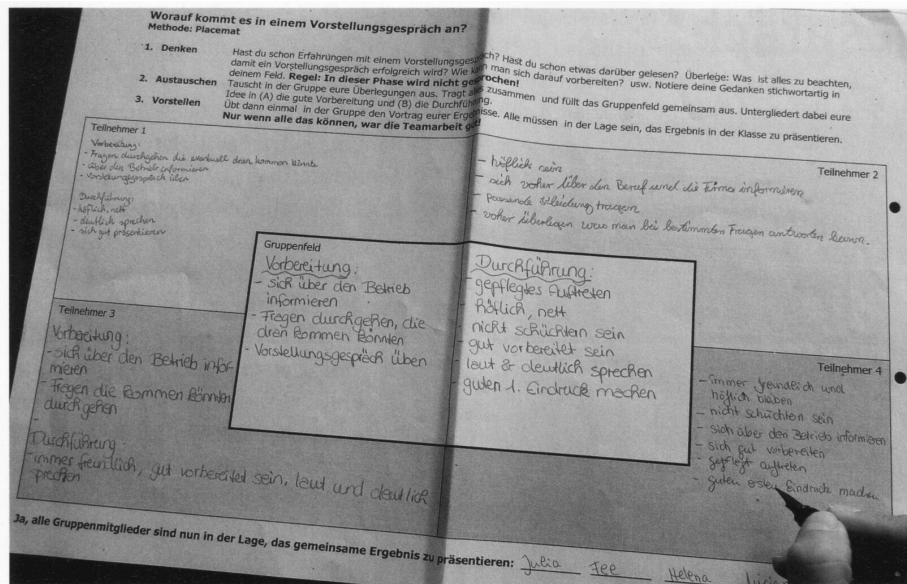 Worauf kommt es in einem Vorstellungsgespräch an?
Methode: Placemat
1. Denken Hast du schon Erfahrungen mit einem Vorstellungsgespräch? Hast du schon etwas darüber gelesen? Überlege: Was ist alles zu beachten,
damit ein Vorstellungsgespräch erfolgreich wird? Wie kann man sich darauf vorbereiten? usw. Notiere deine Gedanken stichwortartig in
deinem Feld. Regel: In dieser Phase wird nicht gesprochen!
2. Austauschen Tauscht in der Gruppe eure Überlegungen aus. Tragt alles zusammen und füllt das Gruppenfeld gemeinsam aus. Untergliedert dabei eure
Idee in (A) die gute Vorbereitung und (B) die Durchführung.
3. Vorstellen Übt dann einmal in der Gruppe den Vortrag eurer Ergebnisse. Alle müssen in der Lage sein, das Ergebnis in der Klasse zu präsentieren.
Nur wenn alle das können, war die Teamarbeit gut!
Teilnehmer 1
Vorbereitung:
- Fragen durchgehen die eventuell dran kommen könnte
- über den Betrieb informieren
- Vorstellungsgespräch üben
Durchführung:
- höflich, nett
- deutlich sprechen
- sich gut präsentieren
Teilnehmer 2
- höflich sein
- sich vorher über den Beruf und die Firma informieren
- passende Kleidung tragen
- vorher überlegen was man bei bestimmten Fragen antworten kann.
Gruppenfeld
Vorbereitung:
- sich über den Betrieb
informieren
- Fragen durchgehen, die
dran kommen könnten
- Vorstellungsgespräch üben
Durchführung:
- gepflegtes Auftreten
- höflich, nett
- nicht schüchtern sein
- gut vorbereitet sein
- laut & deutlich sprechen
- guten 1. Eindruck machen
Teilnehmer 3
Vorbereitung:
- sich über den Betrieb infor-
mieren
- Fragen die kommen könnten
durchgehen
-
Durchführung:
- immer freundlich, gut vorbereitet sein, laut und deutlich
sprechen
Teilnehmer 4
- immer freundlich und
höflich bleiben
- nicht schüchtern sein
- sich über den Betrieb informieren
- sich gut vorbereiten
- gepflegt auftreten
- guten ersten Eindruck machen
Ja, alle Gruppenmitglieder sind nun in der Lage, das gemeinsame Ergebnis zu präsentieren: Julia Fee Helena